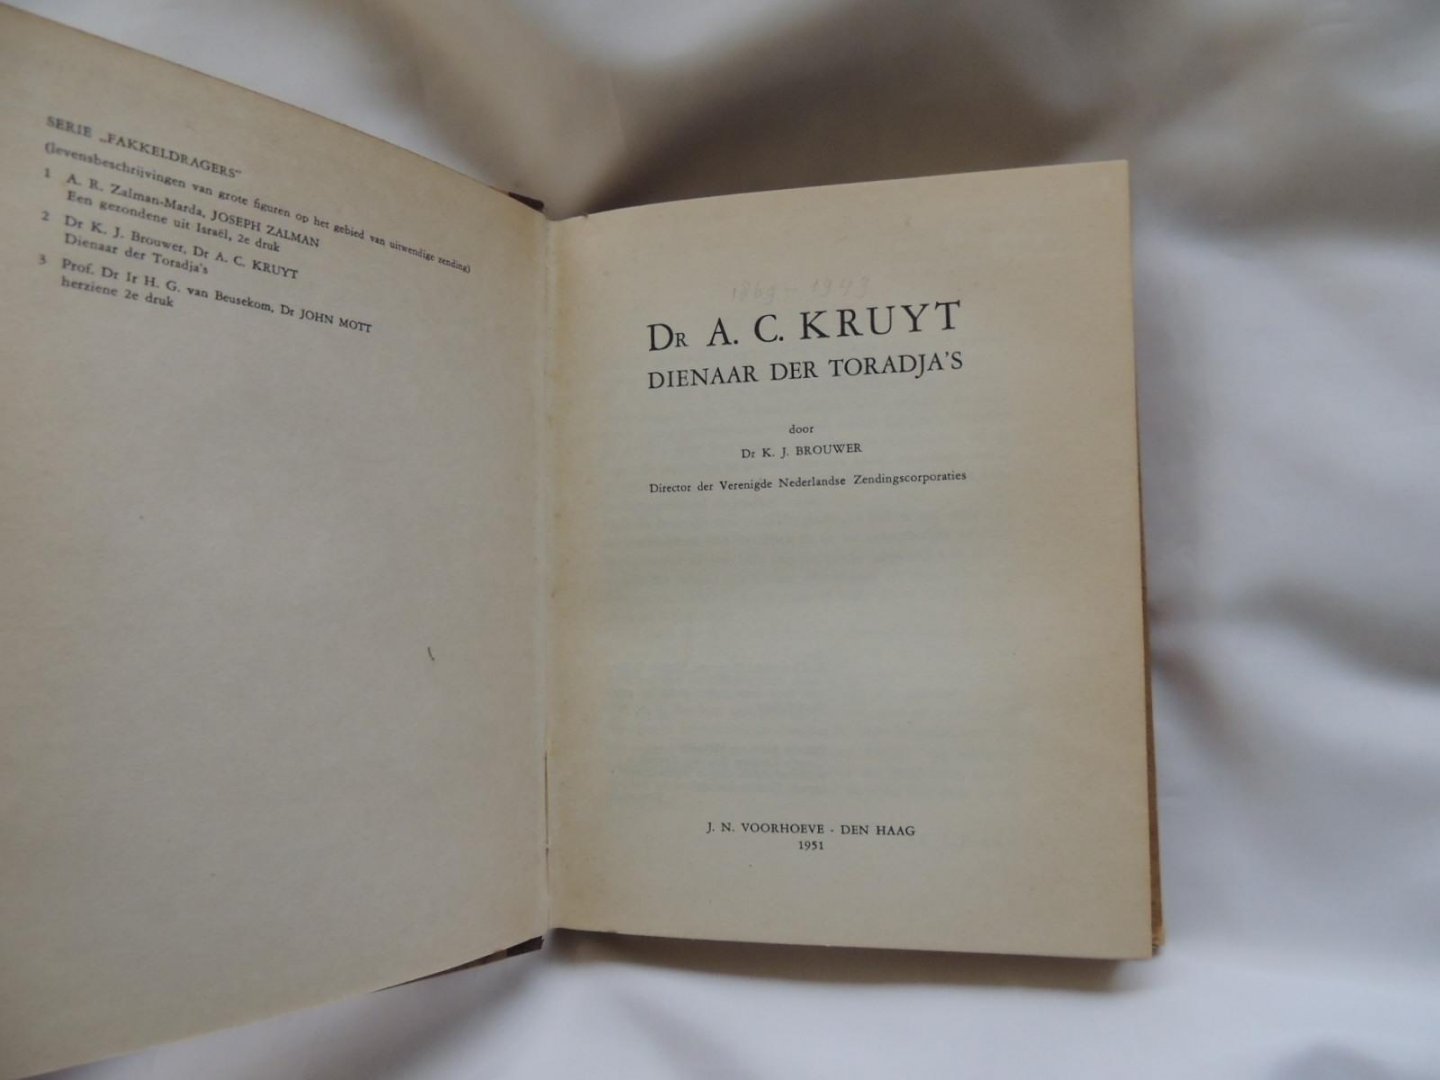 SERIE „FAKKELDRAGERS"
(levensbeschrijvingen van grote figuren op het gebied van uitwendige zending)
1 A. R. Zalman-Marda, JOSEPH ZALMAN
Een gezondene uit Israël, 2e druk
2 Dr K. J. Brouwer, Dr A. C. KRUYT
Dienaar der Toradja's
3 Prof. Dr Ir H. G. van Beusekom, Dr JOHN MOTT
herziene 2e druk
1869-1943
DR A. C. KRUYT
DIENAAR DER TORADJA'S
door
Dr K. J. BROUWER
Director der Verenigde Nederlandse Zendingscorporaties
J. N. VOORHOEVE - DEN HAAG
1951